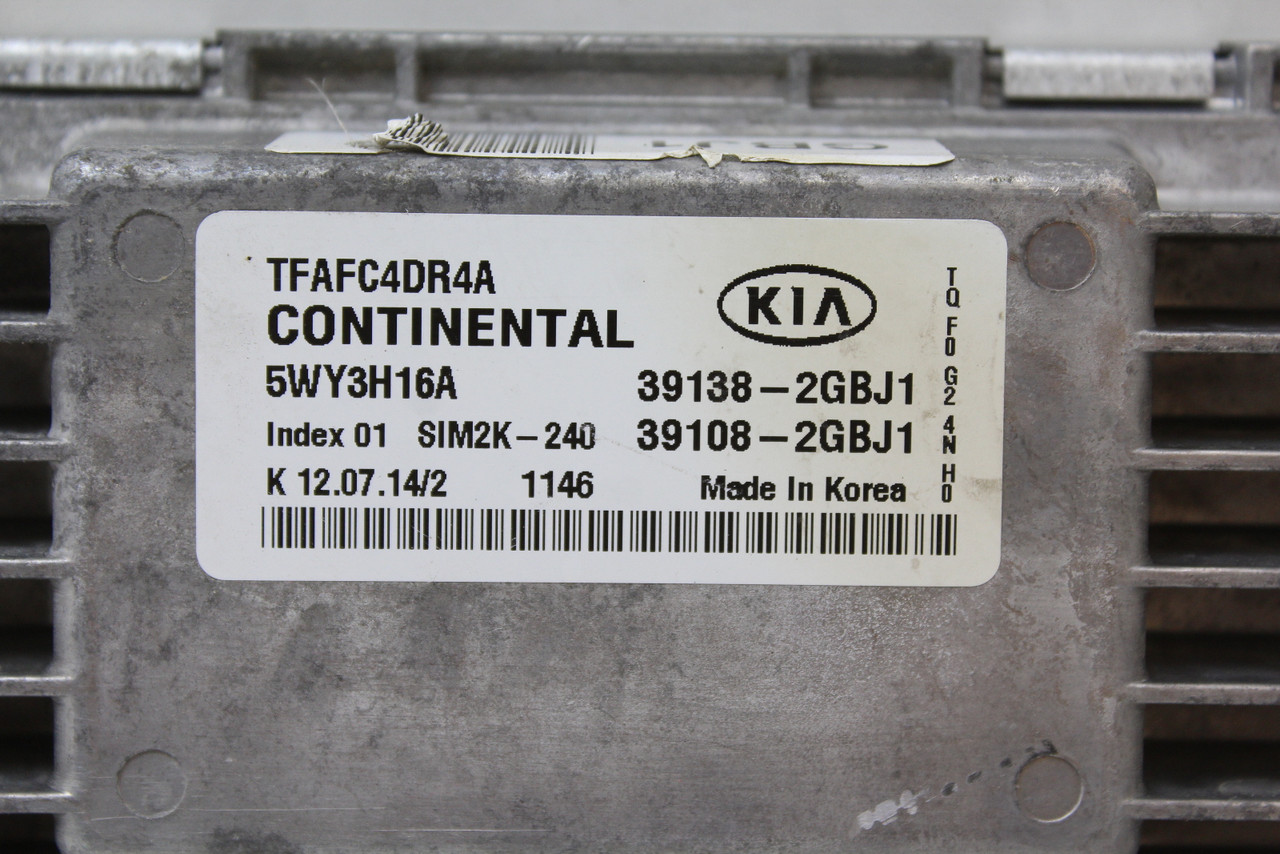 TFAFC4DR4A
CONTINENTAL
KIA
5WY3H16A 39138-2GBJ1
Index 01 SIM2K-240 39108-2GBJ1
K 12.07.14/2 1146 Made In Korea
TQ F0 G2 4N H0